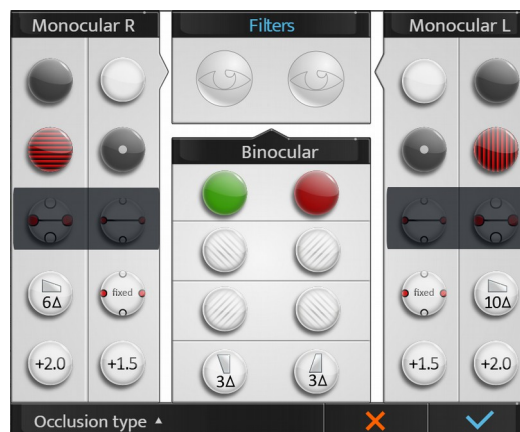 Monocular R
Filters
Monocular L
Binocular
6Δ
fixed
fixed
10Δ
+2.0
+1.5
3Δ
3Δ
+1.5
+2.0
Occlusion type